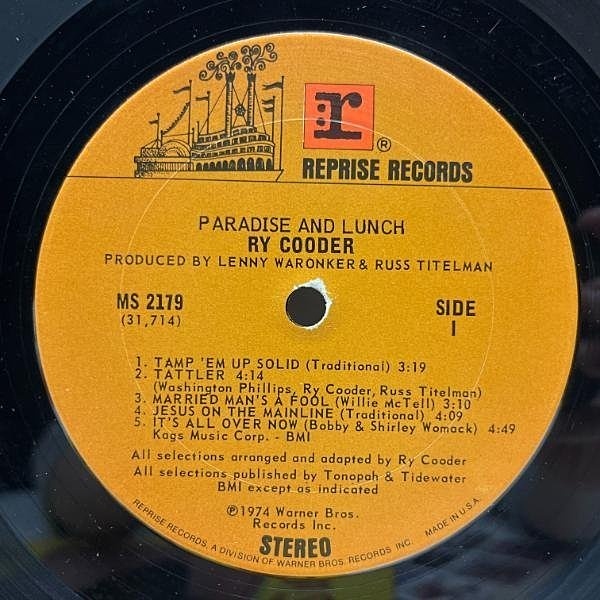 r ®
REPRISE RECORDS
PARADISE AND LUNCH
RY COODER
PRODUCED BY LENNY WARONKER & RUSS TITELMAN
MS 2179
(31,714)
SIDE
1
1. TAMP 'EM UP SOLID (Traditional) 3:19
2. TATTLER 4:14
(Washington Phillips, Ry Cooder, Russ Titelman)
3. MARRIED MAN'S A FOOL (Willie McTell) 3:10
4. JESUS ON THE MAINLINE (Traditional) 4:09
5. IT'S ALL OVER NOW (Bobby & Shirley Womack) 4:49
Kags Music Corp. - BMI
All selections arranged and adapted by Ry Cooder
All selections published by Tonopah & Tidewater
BMI except as indicated
℗1974 Warner Bros.
Records Inc.
STEREO
REPRISE RECORDS, A DIVISION OF WARNER BROS. RECORDS INC. MADE IN U.S.A.